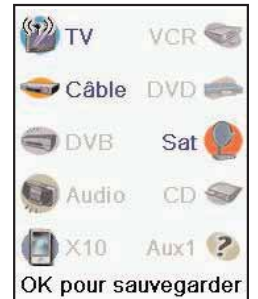 TV VCR
Câble DVD
DVB Sat
Audio CD
X10 Aux1
OK pour sauvegarder